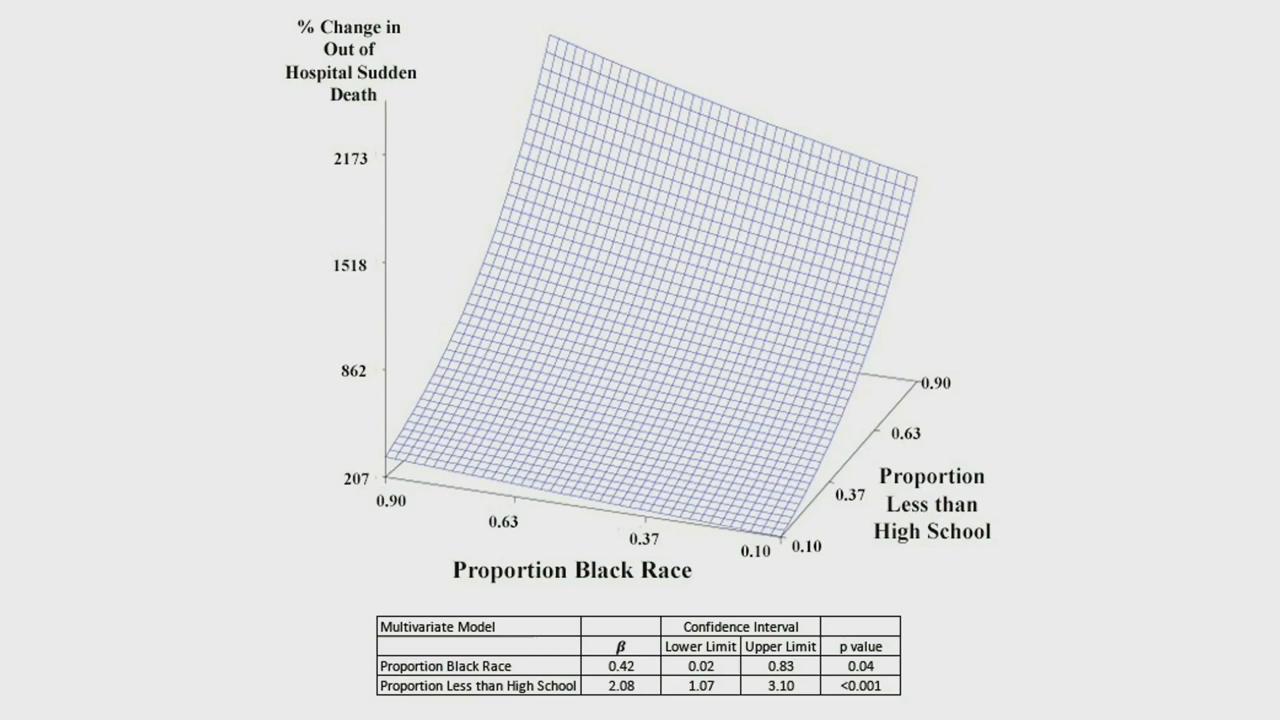 % Change in
Out of
Hospital Sudden
Death
2173
1518
862
207
0.90
0.63
0.37
0.10
0.10
0.37
0.63
0.90
Proportion
Less than
High School
Proportion Black Race
Multivariate Model Confidence Interval
β Lower Limit Upper Limit p value
Proportion Black Race 0.42 0.02 0.83 0.04
Proportion Less than High School 2.08 1.07 3.10 <0.001